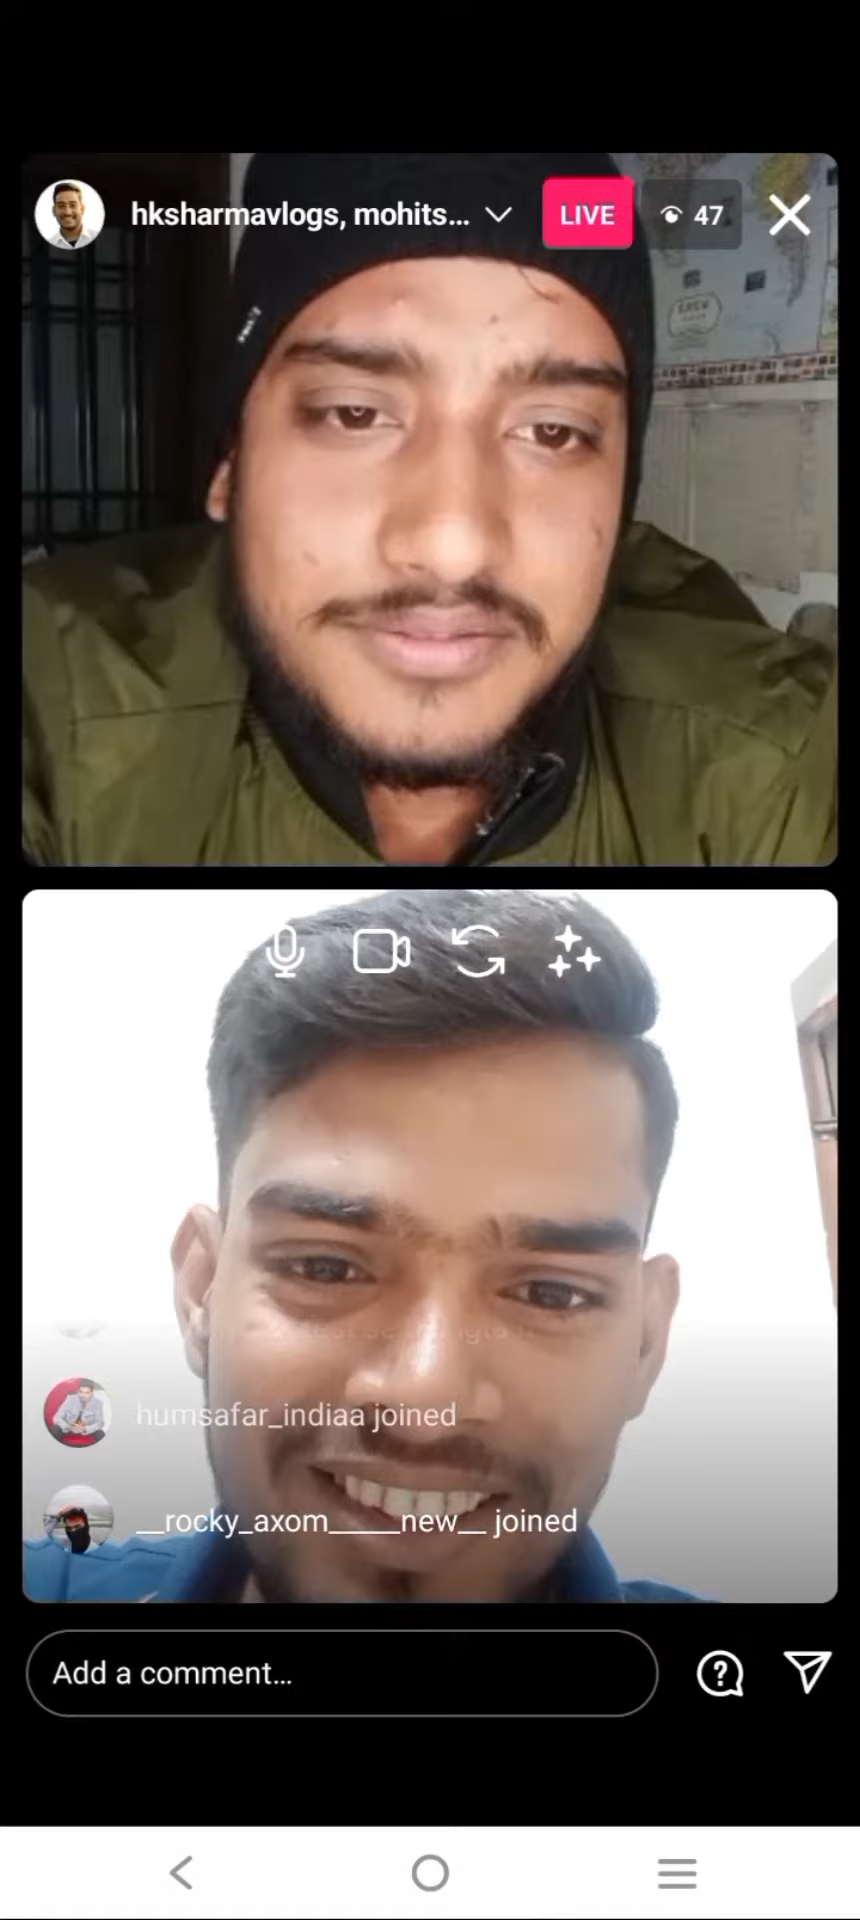 hksharmavlogs, mohits...
LIVE
47
humsafar_indiaa joined
__rocky_axom_____new__ joined
Add a comment...